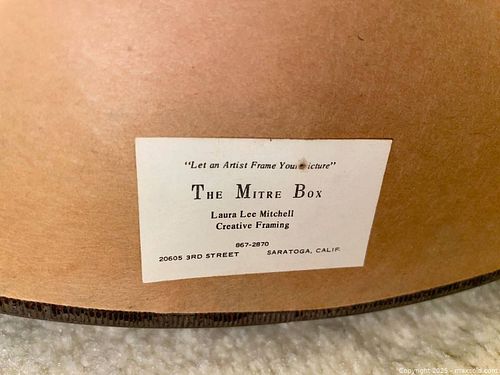 "Let an Artist Frame Your icture"
THE MITRE BOX
Laura Lee Mitchell
Creative Framing
867-2870
20605 3RD STREET SARATOGA, CALIF.
Copyright 2025 - maxsold.com